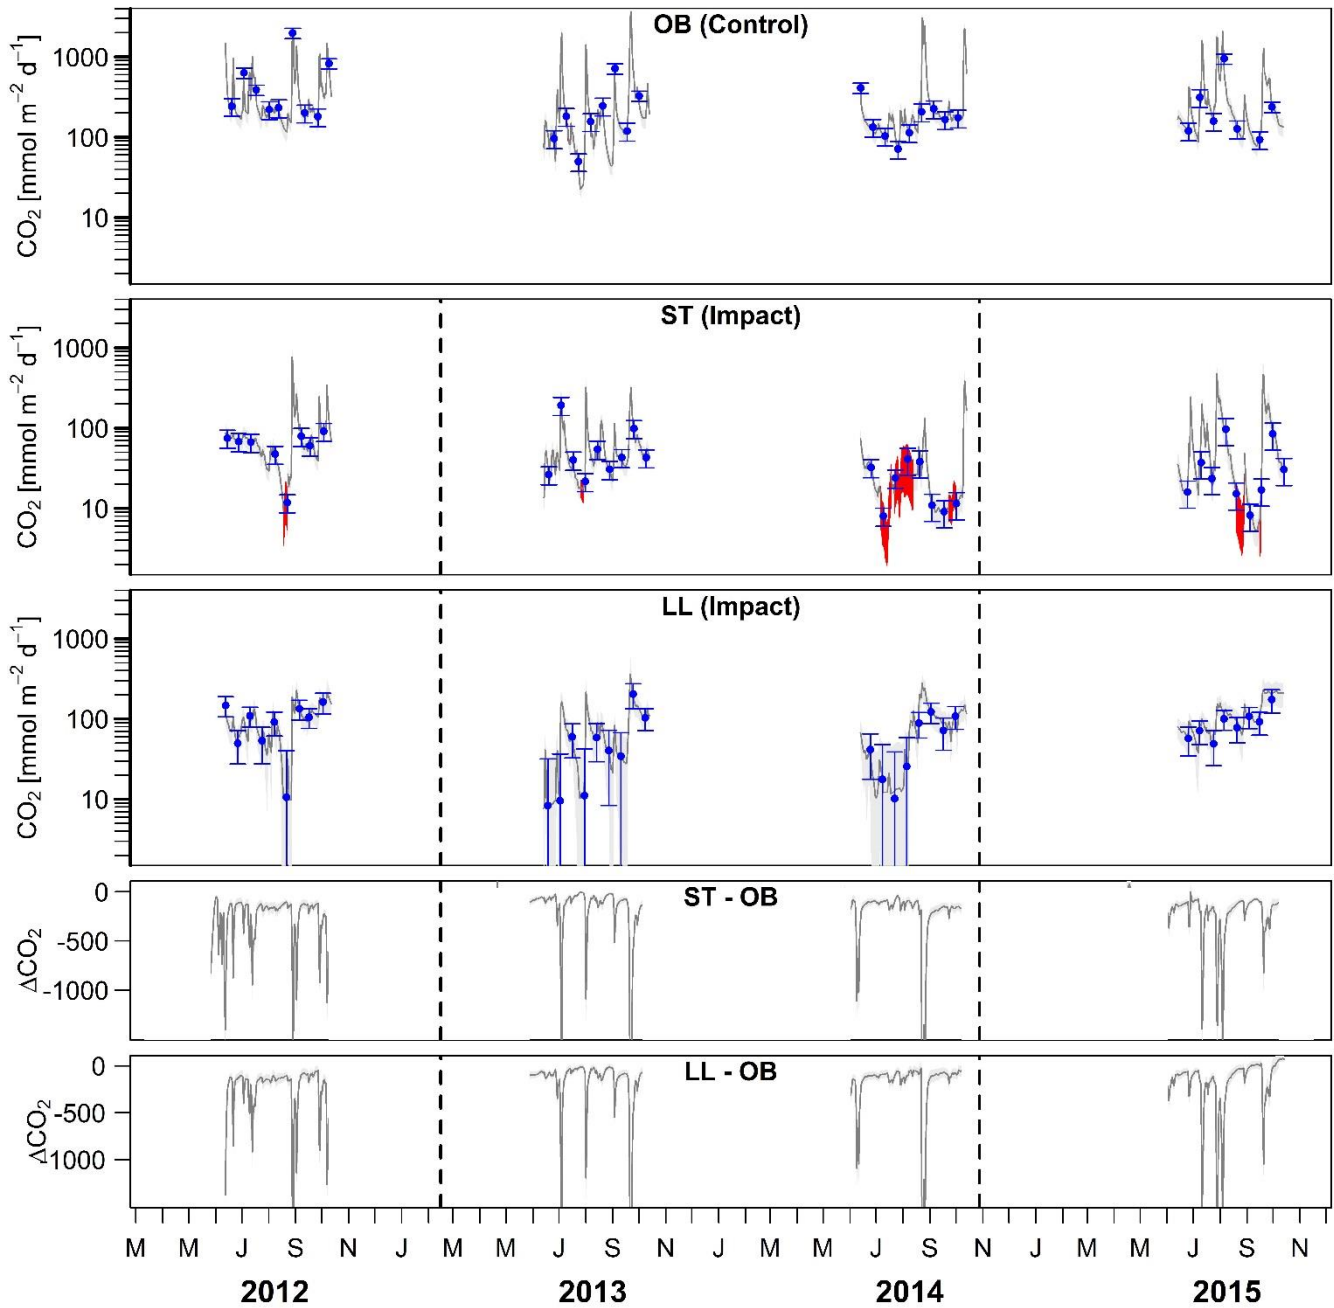 OB (Control)
CO₂ [mmol m⁻² d⁻¹]
1000
100
10
ST (Impact)
CO₂ [mmol m⁻² d⁻¹]
1000
100
10
LL (Impact)
CO₂ [mmol m⁻² d⁻¹]
1000
100
10
ST - OB
ΔCO₂
0
-500
-1000
LL - OB
ΔCO₂
0
-500
-1000
M M J S N J M M J S N J M M J S N J M M J S N
2012 2013 2014 2015